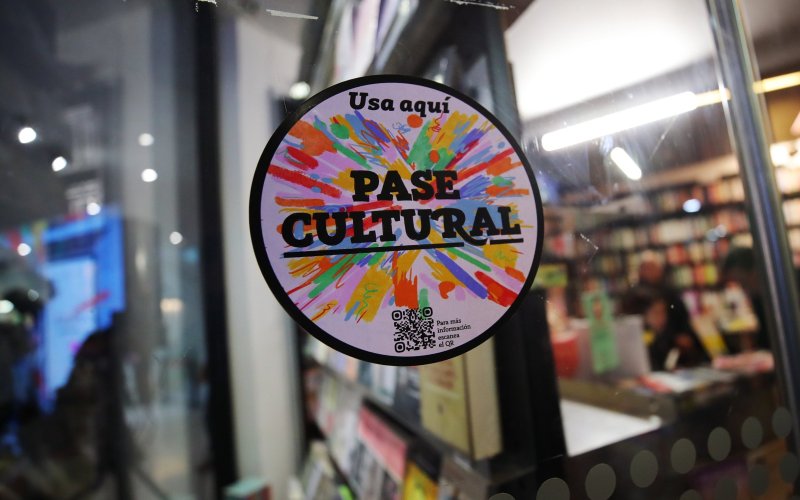 Usa aquí
PASE
CULTURAL
Para más
información
escanea
el QR